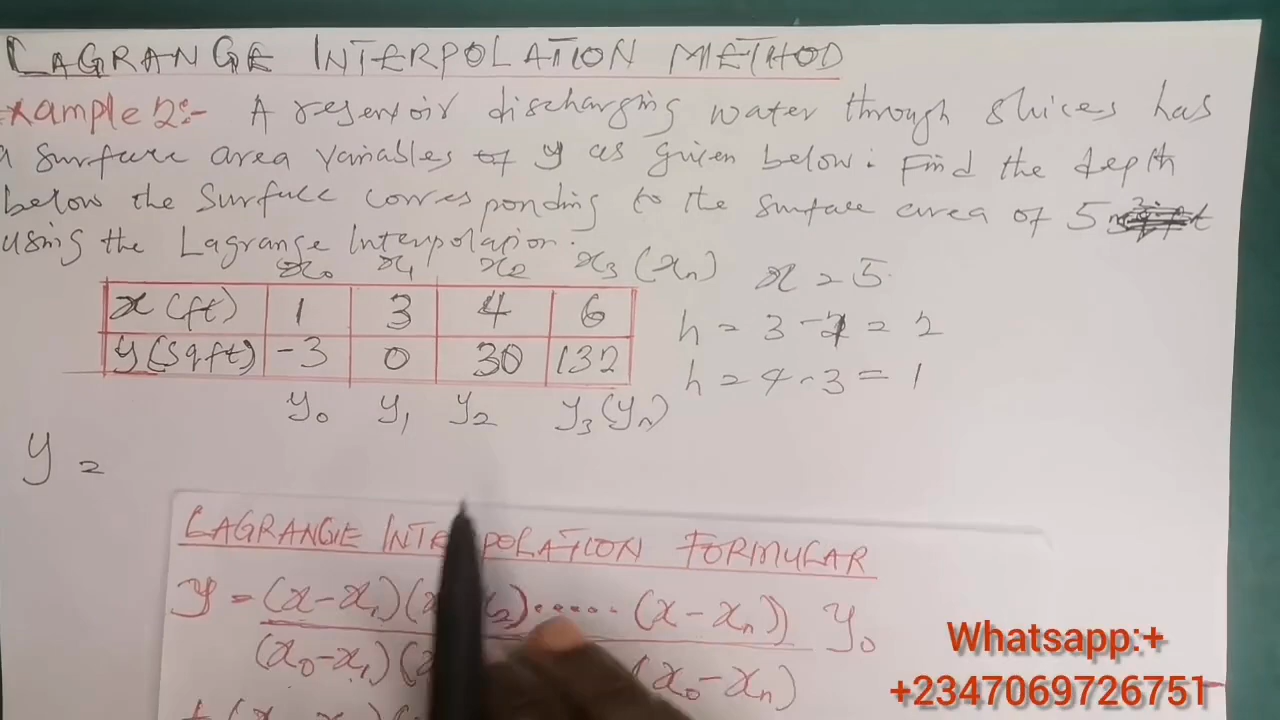 LAGRANGE INTERPOLATION METHOD
xample 2:- A reservoir discharging water through sluices has
a surface area variables of y as given below: Find the depth
below the surface corresponding to the surface area of 5 ft
using the Lagrange Interpolation.
x0 x1 x2 x3 (xn) x = 5.
x (ft) 1 3 4 6
y (sqft) -3 0 30 132
h = 3 - 1 = 2
h = 4 - 3 = 1
y0 y1 y2 y3 (yn)
y =
LAGRANGE INTERPOLATION FORMULAR
y = (x-x1)( 2)......(x-xn)) y0
(x0-x1)( (x0-xn)
Whatsapp:+
+2347069726751